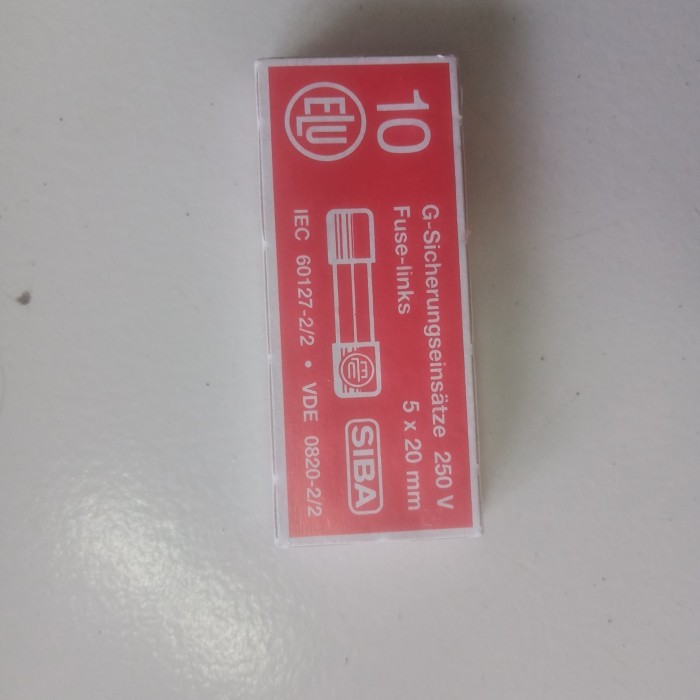 10
G-Sicherungseinsätze 250 V
Fuse-links 5 x 20 mm
ELU
SIBA
IEC 60127-2/2 • VDE 0820-2/2